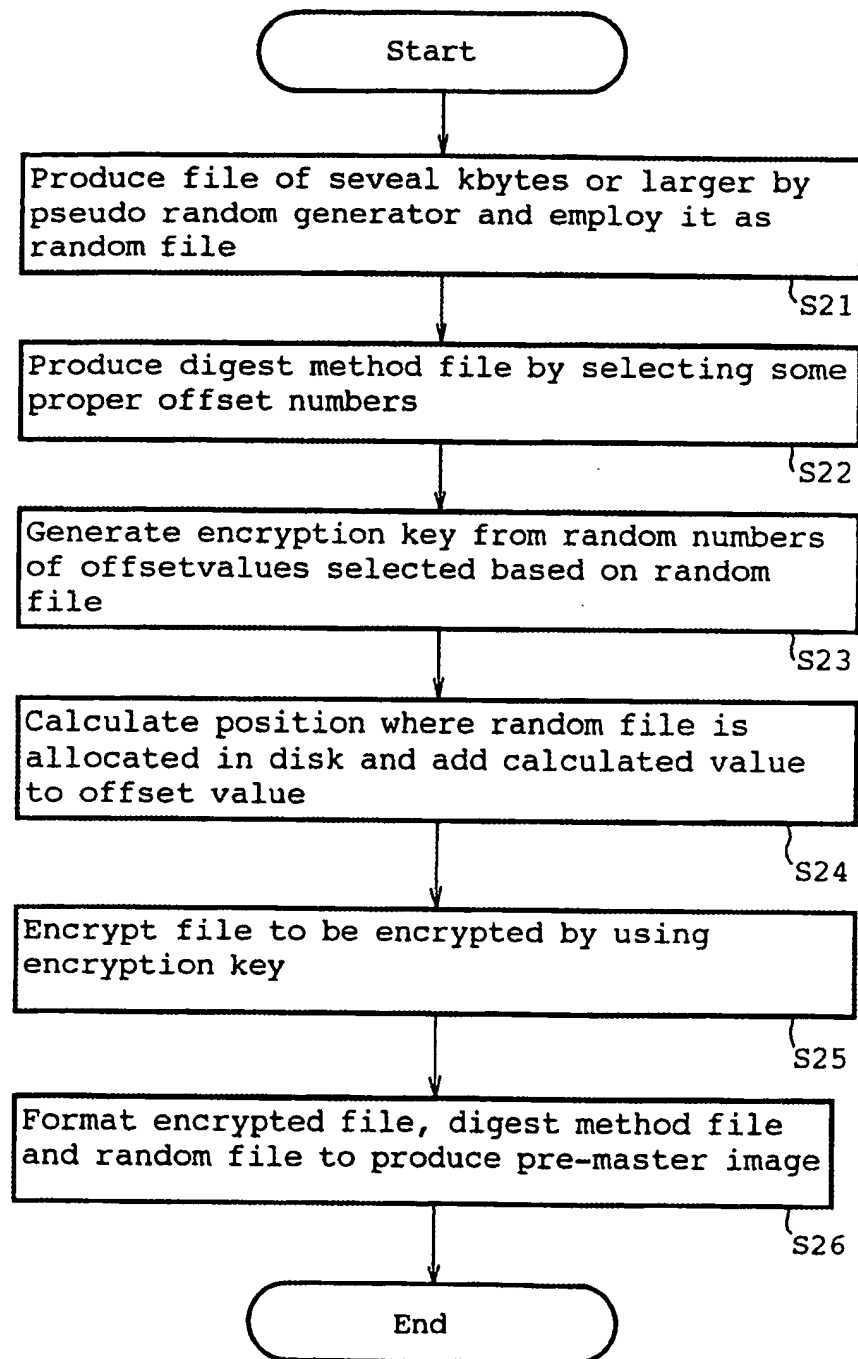 Start
Produce file of seveal kbytes or larger by
pseudo random generator and employ it as
random file
S21
Produce digest method file by selecting some
proper offset numbers
S22
Generate encryption key from random numbers
of offsetvalues selected based on random
file
S23
Calculate position where random file is
allocated in disk and add calculated value
to offset value
S24
Encrypt file to be encrypted by using
encryption key
S25
Format encrypted file, digest method file
and random file to produce pre-master image
S26
End